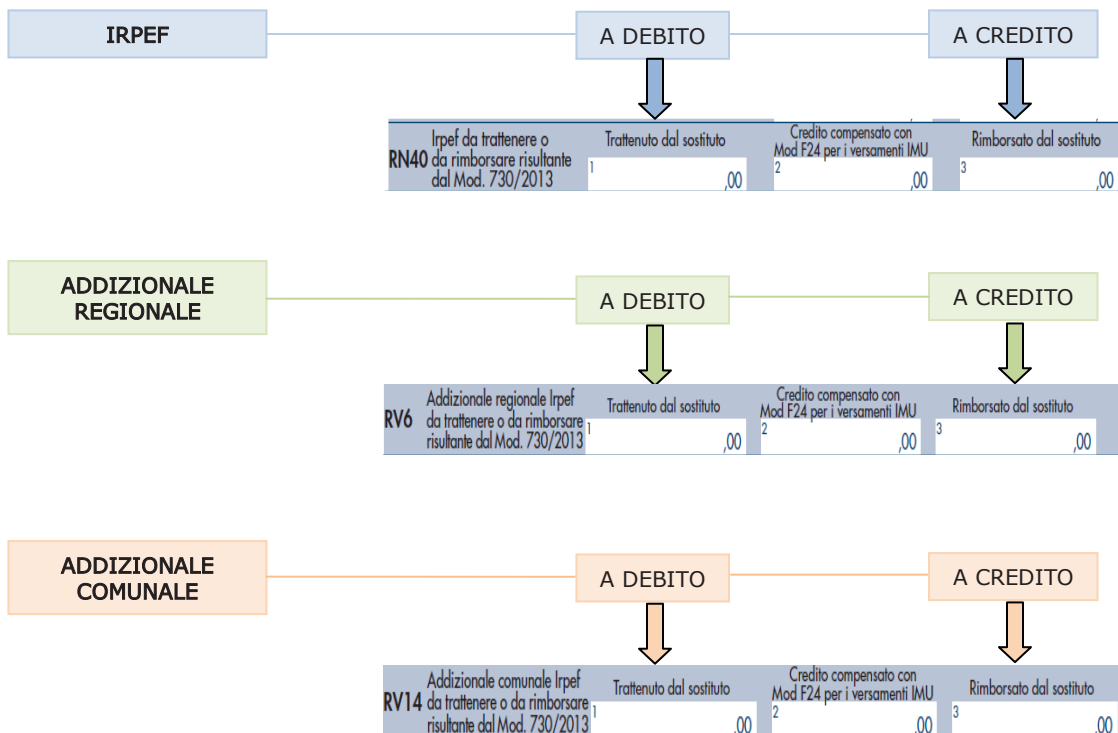 IRPEF
A DEBITO
A CREDITO
RN40
Irpef da trattenere o
da rimborsare risultante
dal Mod. 730/2013
Trattenuto dal sostituto
1
,00
Credito compensato con
Mod F24 per i versamenti IMU
2
,00
Rimborsato dal sostituto
3
,00
ADDIZIONALE
REGIONALE
A DEBITO
A CREDITO
RV6
Addizionale regionale Irpef
da trattenere o da rimborsare
risultante dal Mod. 730/2013
Trattenuto dal sostituto
1
,00
Credito compensato con
Mod F24 per i versamenti IMU
2
,00
Rimborsato dal sostituto
3
,00
ADDIZIONALE
COMUNALE
A DEBITO
A CREDITO
RV14
Addizionale comunale Irpef
da trattenere o da rimborsare
risultante dal Mod. 730/2013
Trattenuto dal sostituto
1
,00
Credito compensato con
Mod F24 per i versamenti IMU
2
,00
Rimborsato dal sostituto
3
,00